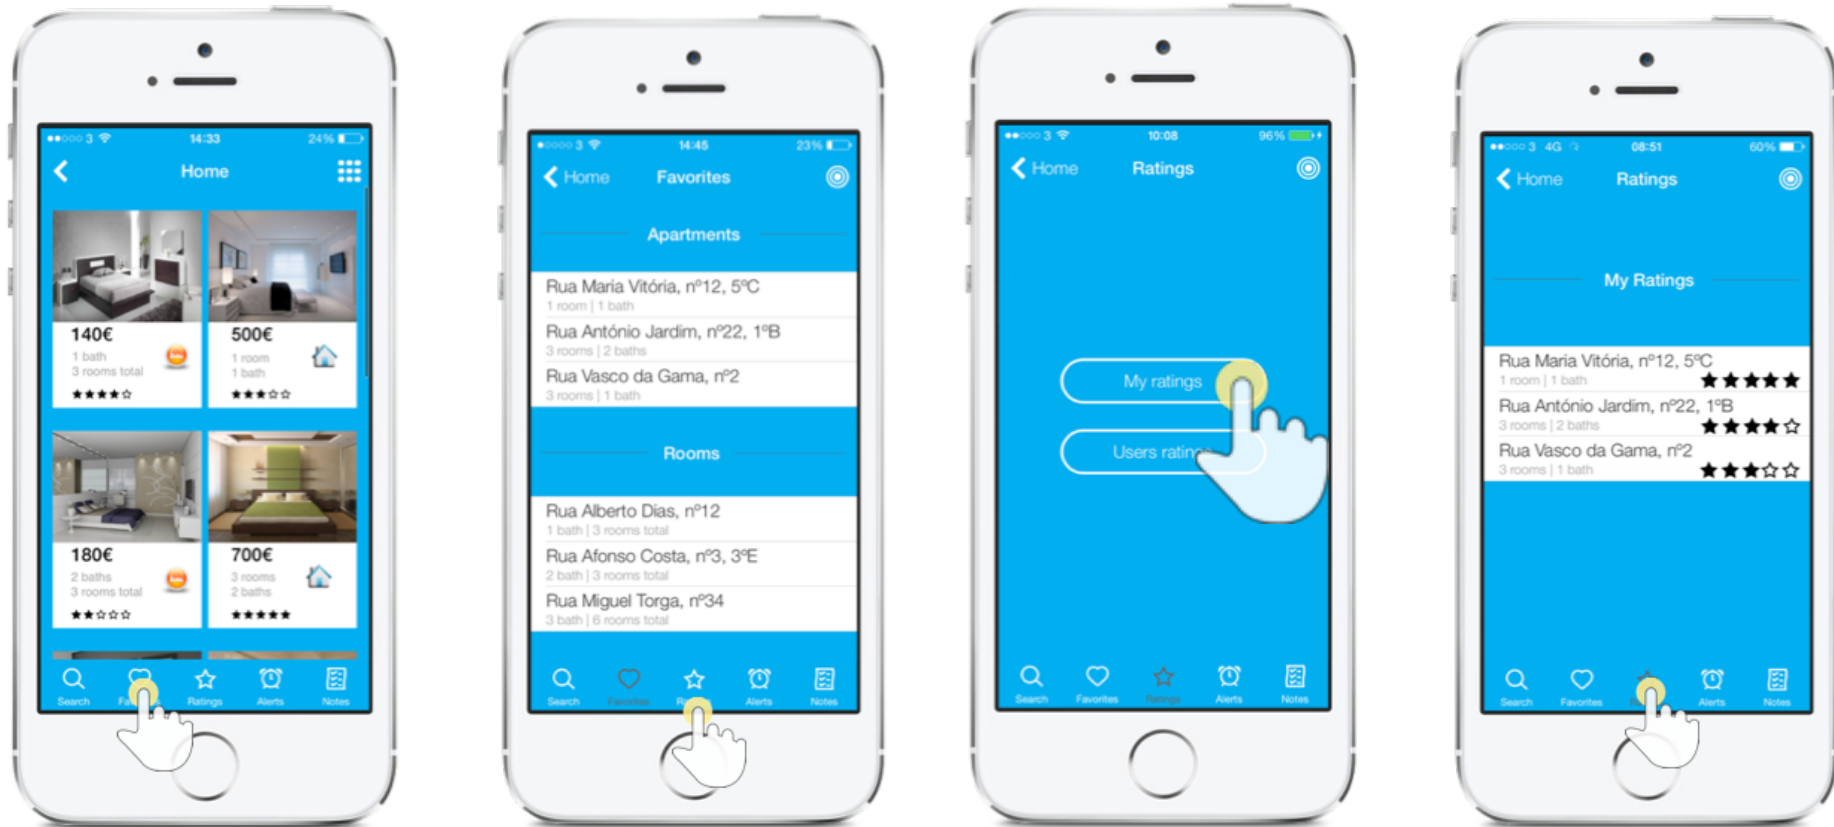 3 14:33 24%
Home
140€
1 bath
3 rooms total
500€
1 room
1 bath
180€
2 baths
3 rooms total
700€
3 rooms
2 baths
Search Ratings Alerts Notes
3 14:45 23%
Home Favorites
Apartments
Rua Maria Vitória, nº12, 5ºC
1 room | 1 bath
Rua António Jardim, nº22, 1ºB
3 rooms | 2 baths
Rua Vasco da Gama, nº2
3 rooms | 1 bath
Rooms
Rua Alberto Dias, nº12
1 bath | 3 rooms total
Rua Afonso Costa, nº3, 3ºE
2 bath | 3 rooms total
Rua Miguel Torga, nº34
3 bath | 6 rooms total
Search Favorites Alerts Notes
3 10:08 96%
Home Ratings
My ratings
Users ratings
Search Favorites Ratings Alerts Notes
3 4G 08:51 60%
Home Ratings
My Ratings
Rua Maria Vitória, nº12, 5ºC
1 room | 1 bath
Rua António Jardim, nº22, 1ºB
3 rooms | 2 baths
Rua Vasco da Gama, nº2
3 rooms | 1 bath
Search Favorites Alerts Notes